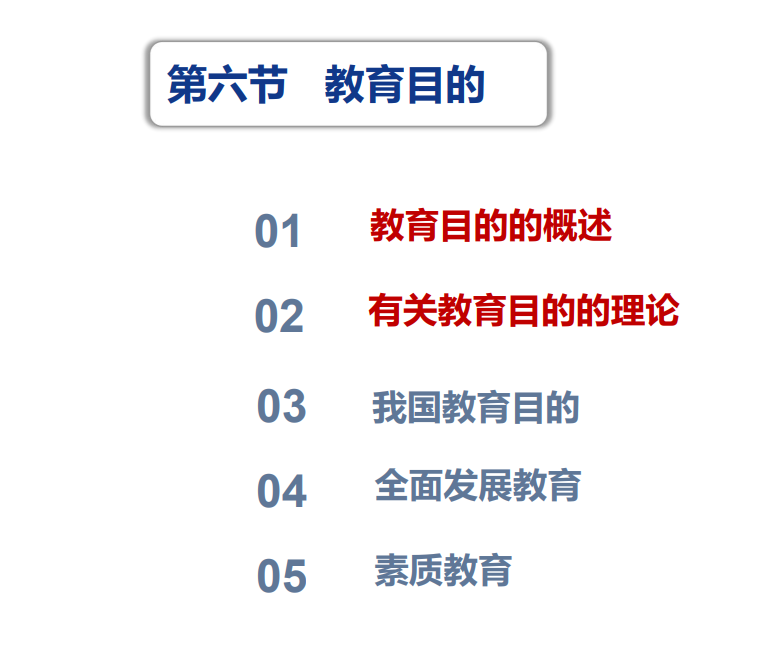 第六节 教育目的
01 教育目的的概述
02 有关教育目的的理论
03 我国教育目的
04 全面发展教育
05 素质教育